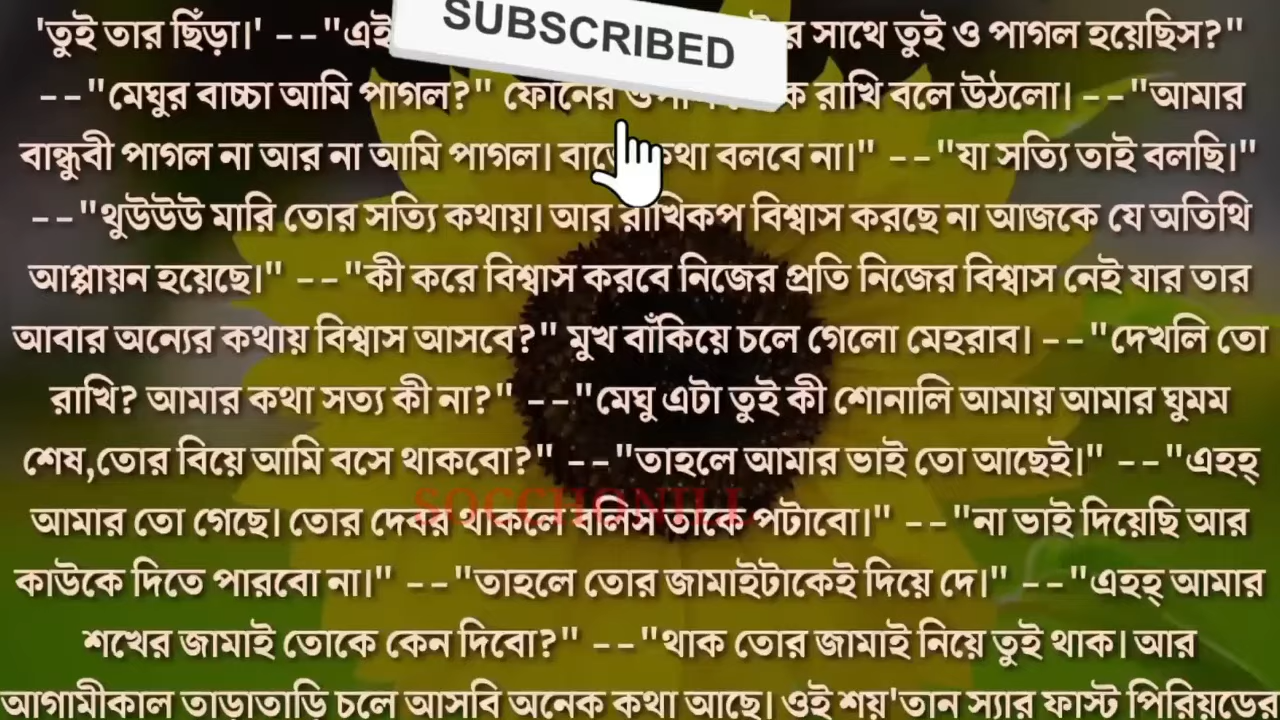 SUBSCRIBED
'তুই তার ছিঁড়া।' --"এই র সাথে তুই ও পাগল হয়েছিস?"
--"মেঘুর বাচ্চা আমি পাগল?" ফোনের ক রাখি বলে উঠলো। --"আমার
বান্ধুবী পাগল না আর না আমি পাগল। কথা বলবে না।" --"যা সত্যি তাই বলছি।"
--"থুউউউ মারি তোর সত্যি কথায়। আর রাখিকপ বিশ্বাস করছে না আজকে যে অতিথি
আপ্পায়ন হয়েছে।" --"কী করে বিশ্বাস করবে নিজের প্রতি নিজের বিশ্বাস নেই যার তার
আবার অন্যের কথায় বিশ্বাস আসবে?" মুখ বাঁকিয়ে চলে গেলো মেহরাব। --"দেখলি তো
রাখি? আমার কথা সত্য কী না?" --"মেঘু এটা তুই কী শোনালি আমায় আমার ঘুমম
শেষ,তোর বিয়ে আমি বসে থাকবো?" --"তাহলে আমার ভাই তো আছেই।" --"এহহ্
আমার তো গেছে। তোর দেবর থাকলে বলিস তাকে পটাবো।" --"না ভাই দিয়েছি আর
SOCCHONILL
কাউকে দিতে পারবো না।" --"তাহলে তোর জামাইটাকেই দিয়ে দে।" --"এহহ্ আমার
শখের জামাই তোকে কেন দিবো?" --"থাক তোর জামাই নিয়ে তুই থাক। আর
আগামীকাল তাড়াতাড়ি চলে আসবি অনেক কথা আছে। ওই শয়'তান স্যার ফাস্ট পিরিয়ডের